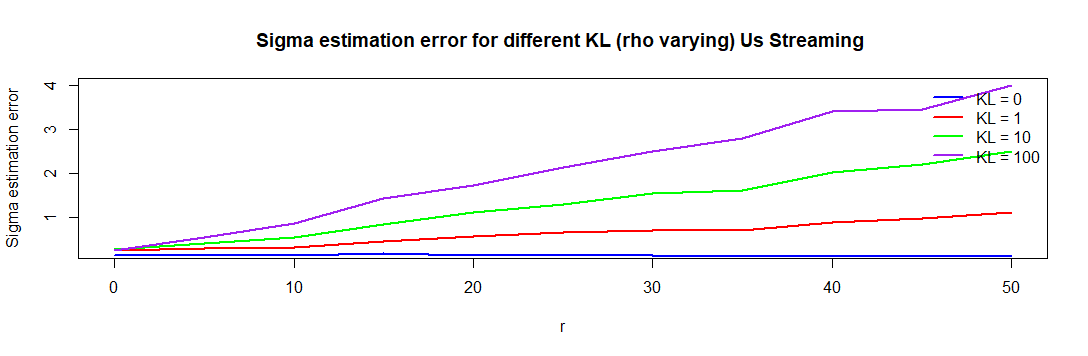 Sigma estimation error for different KL (rho varying) Us Streaming
Sigma estimation error
4
3
2
1
KL = 0
KL = 1
KL = 10
KL = 100
0 10 20 30 40 50
r